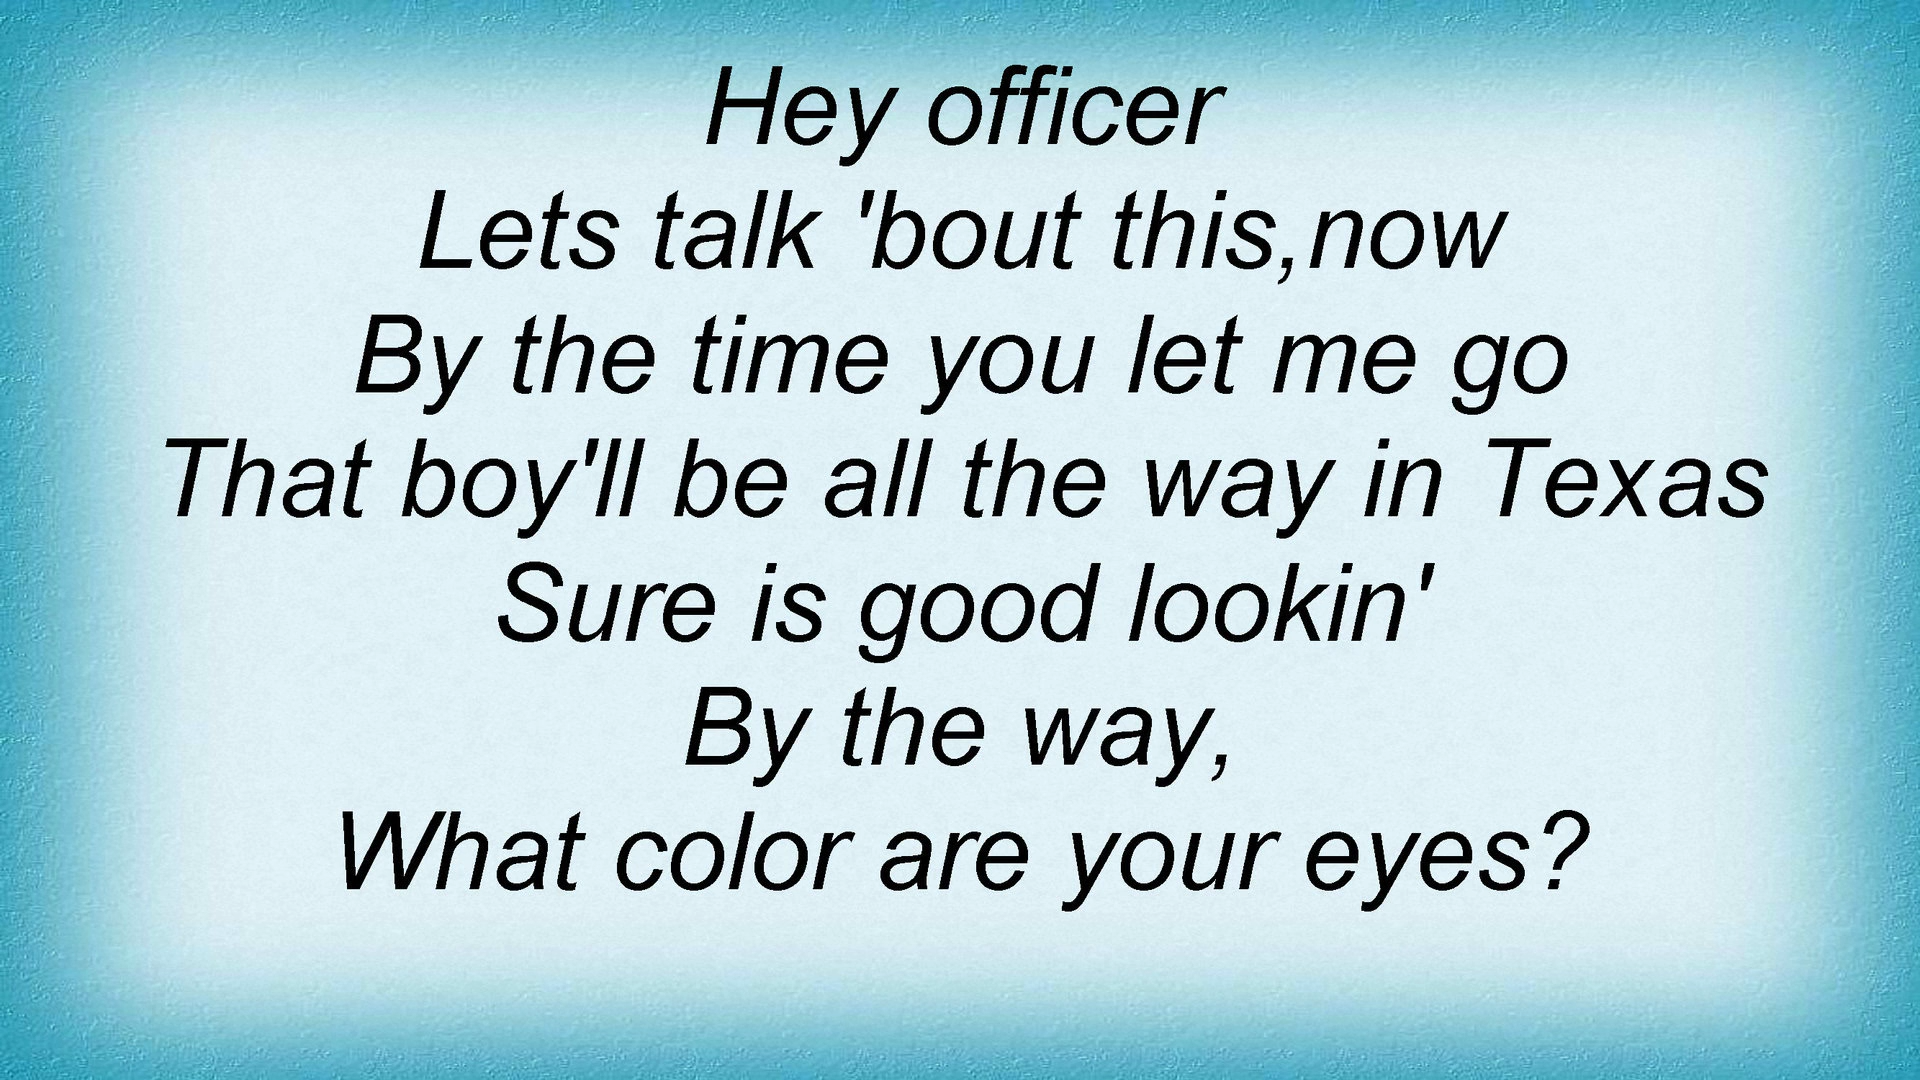 Hey officer
Lets talk 'bout this,now
By the time you let me go
That boy'll be all the way in Texas
Sure is good lookin'
By the way,
What color are your eyes?